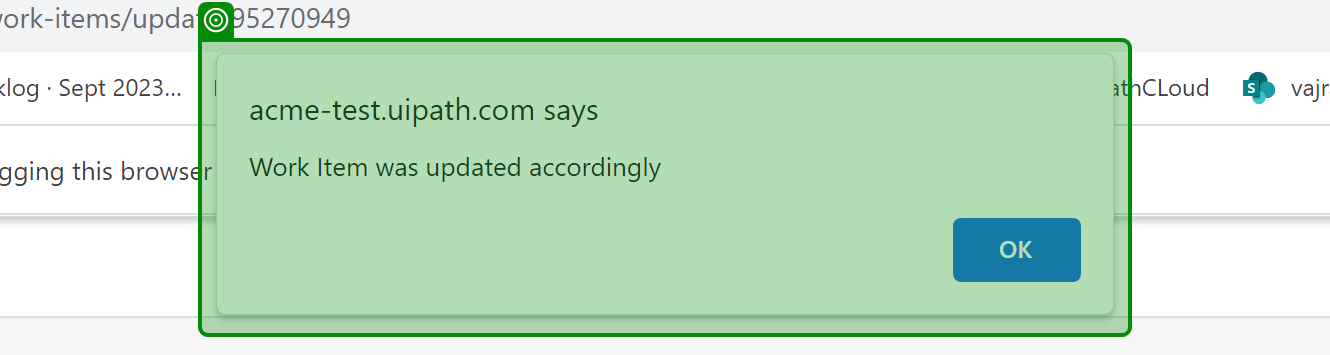 work-items/updat 95270949
klog · Sept 2023...
athCLoud
vajr
acme-test.uipath.com says
Work Item was updated accordingly
gging this browser
OK